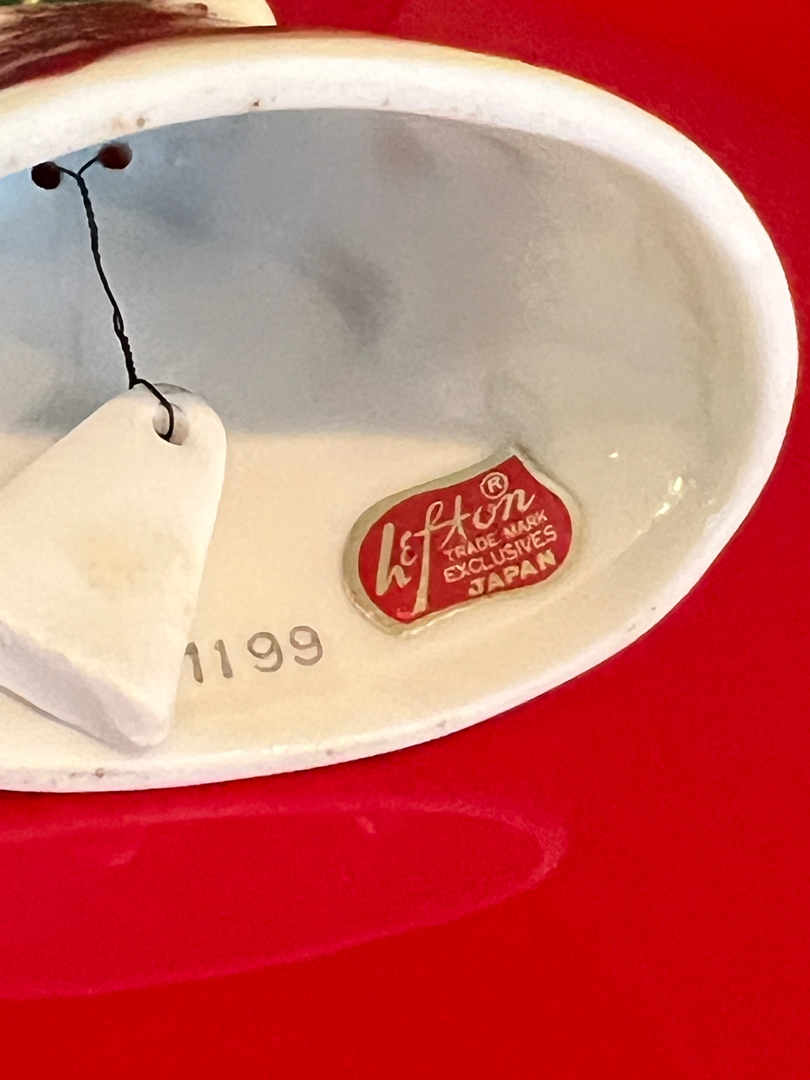 lefton ®
TRADE MARK
EXCLUSIVES
JAPAN
1199